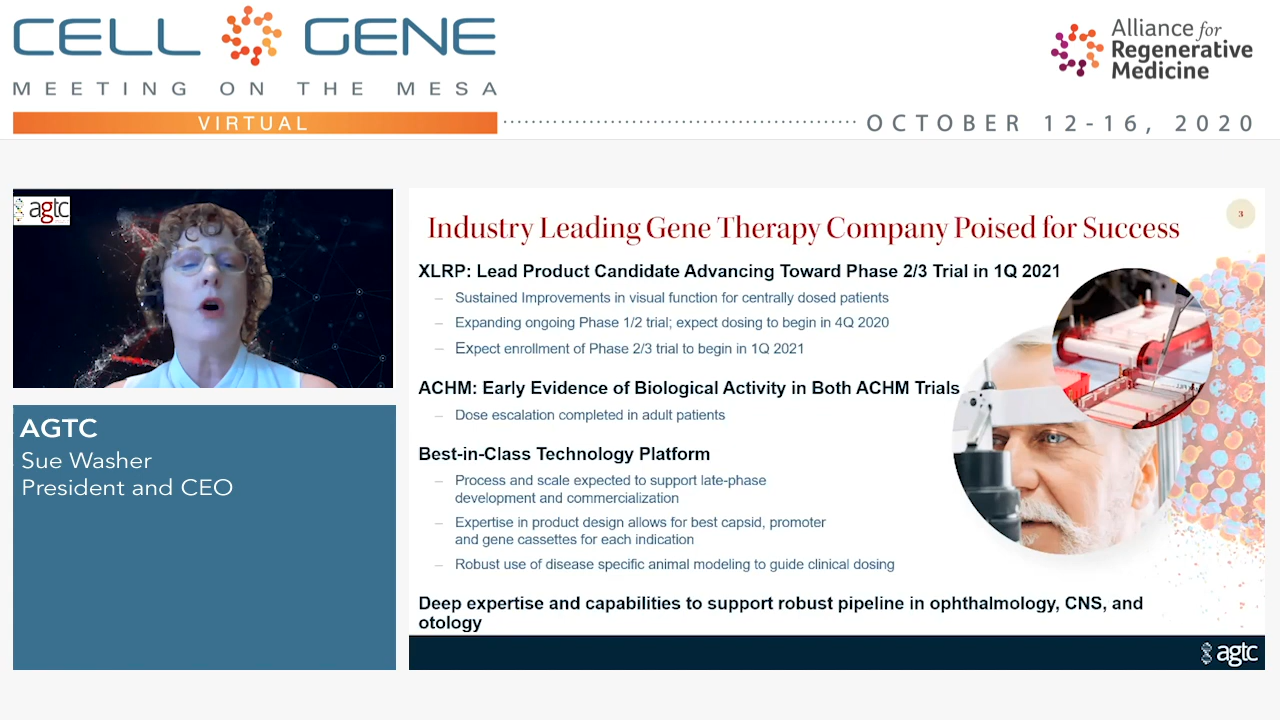 CELL GENE
MEETING ON THE MESA
VIRTUAL
Alliance for
Regenerative
Medicine
OCTOBER 12-16, 2020
agtc
AGTC
Sue Washer
President and CEO
3
Industry Leading Gene Therapy Company Poised for Success
XLRP: Lead Product Candidate Advancing Toward Phase 2/3 Trial in 1Q 2021
– Sustained Improvements in visual function for centrally dosed patients
– Expanding ongoing Phase 1/2 trial; expect dosing to begin in 4Q 2020
– Expect enrollment of Phase 2/3 trial to begin in 1Q 2021
ACHM: Early Evidence of Biological Activity in Both ACHM Trials
– Dose escalation completed in adult patients
Best-in-Class Technology Platform
– Process and scale expected to support late-phase
development and commercialization
– Expertise in product design allows for best capsid, promoter
and gene cassettes for each indication
– Robust use of disease specific animal modeling to guide clinical dosing
Deep expertise and capabilities to support robust pipeline in ophthalmology, CNS, and
otology
agtc